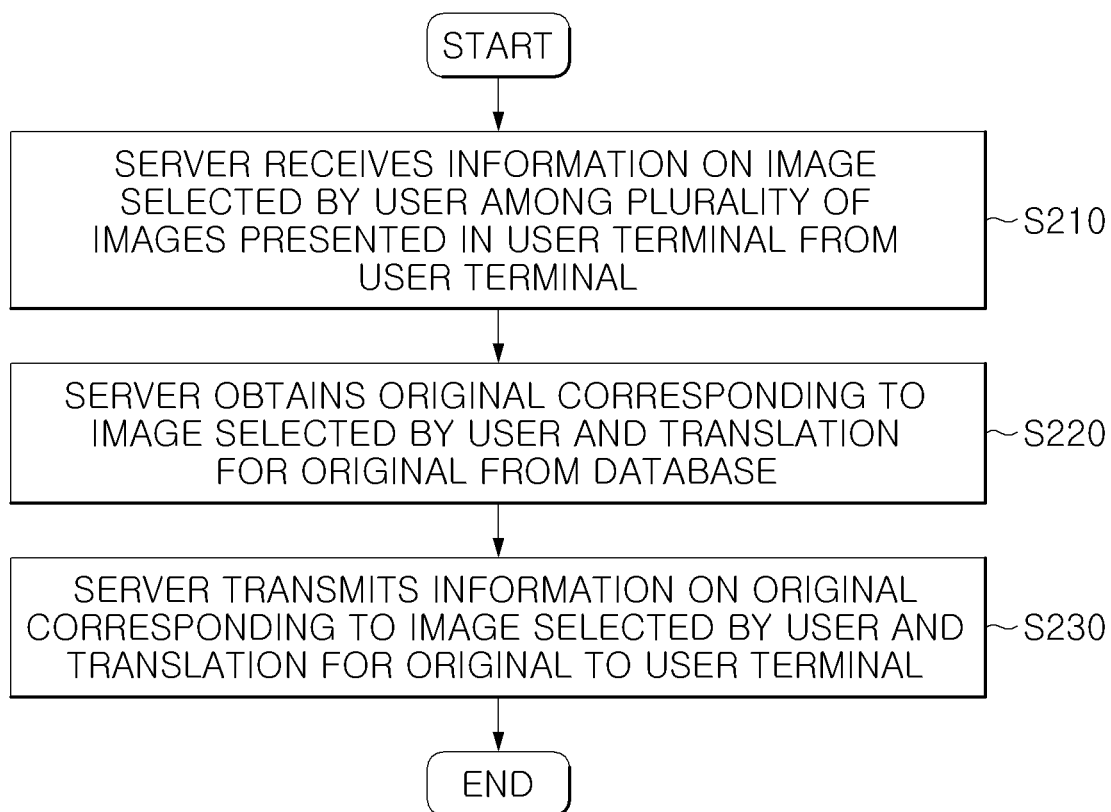 START
SERVER RECEIVES INFORMATION ON IMAGE
SELECTED BY USER AMONG PLURALITY OF
IMAGES PRESENTED IN USER TERMINAL FROM
USER TERMINAL
S210
SERVER OBTAINS ORIGINAL CORRESPONDING TO
IMAGE SELECTED BY USER AND TRANSLATION
FOR ORIGINAL FROM DATABASE
S220
SERVER TRANSMITS INFORMATION ON ORIGINAL
CORRESPONDING TO IMAGE SELECTED BY USER AND
TRANSLATION FOR ORIGINAL TO USER TERMINAL
S230
END